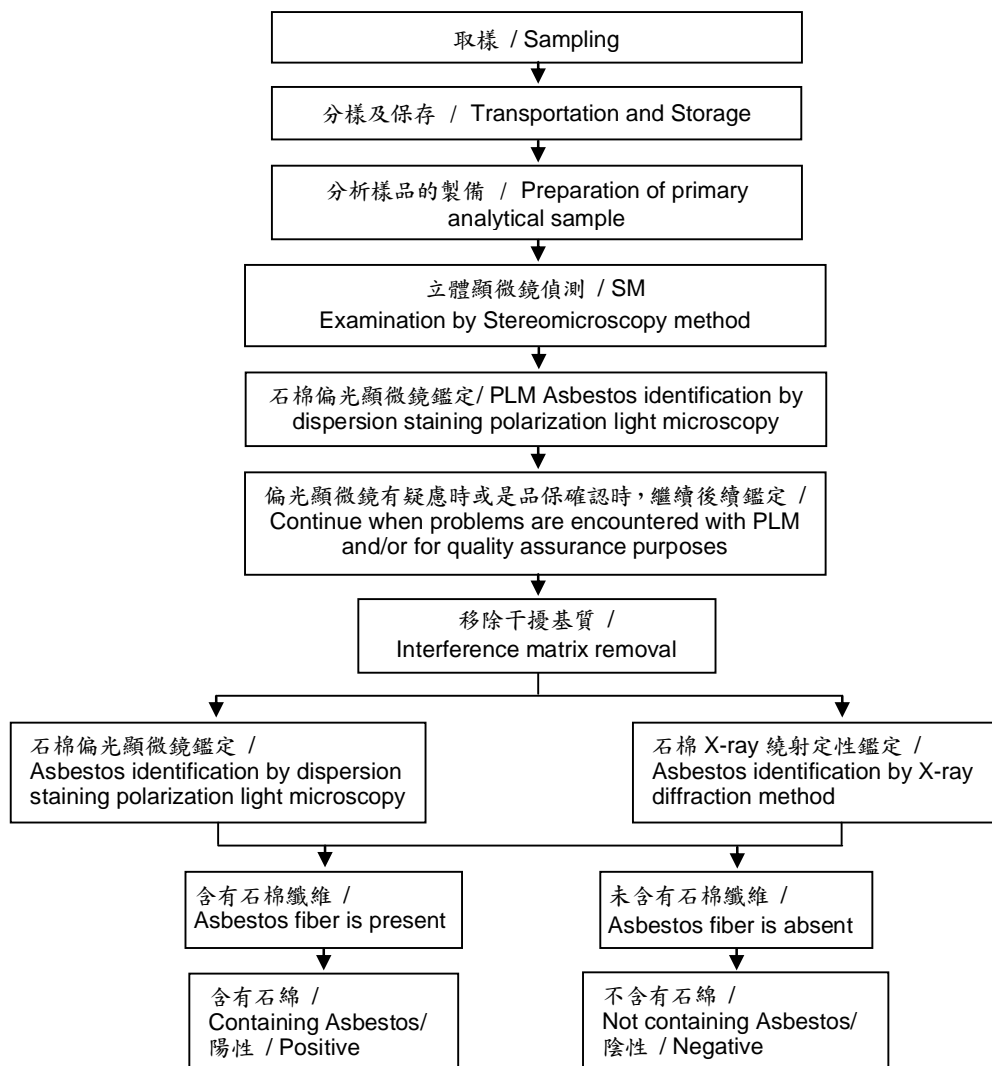 取樣 / Sampling
分樣及保存 / Transportation and Storage
分析樣品的製備 / Preparation of primary
analytical sample
立體顯微鏡偵測 / SM
Examination by Stereomicroscopy method
石棉偏光顯微鏡鑑定/ PLM Asbestos identification by
dispersion staining polarization light microscopy
偏光顯微鏡有疑慮時或是品保確認時，繼續後續鑑定 /
Continue when problems are encountered with PLM
and/or for quality assurance purposes
移除干擾基質 /
Interference matrix removal
石棉偏光顯微鏡鑑定 /
Asbestos identification by dispersion
staining polarization light microscopy
石棉 X-ray 繞射定性鑑定 /
Asbestos identification by X-ray
diffraction method
含有石棉纖維 /
Asbestos fiber is present
未含有石棉纖維 /
Asbestos fiber is absent
含有石綿 /
Containing Asbestos/
陽性 / Positive
不含有石綿 /
Not containing Asbestos/
陰性 / Negative